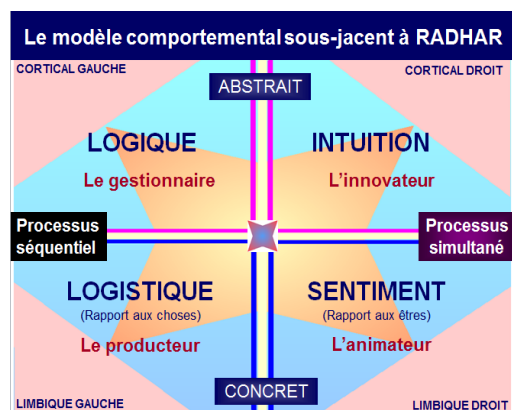 Le modèle comportemental sous-jacent à RADHAR
CORTICAL GAUCHE
CORTICAL DROIT
ABSTRAIT
LOGIQUE
INTUITION
Le gestionnaire
L'innovateur
Processus
séquentiel
Processus
simultané
LOGISTIQUE
SENTIMENT
(Rapport aux choses)
(Rapport aux êtres)
Le producteur
L'animateur
CONCRET
LIMBIQUE GAUCHE
LIMBIQUE DROIT